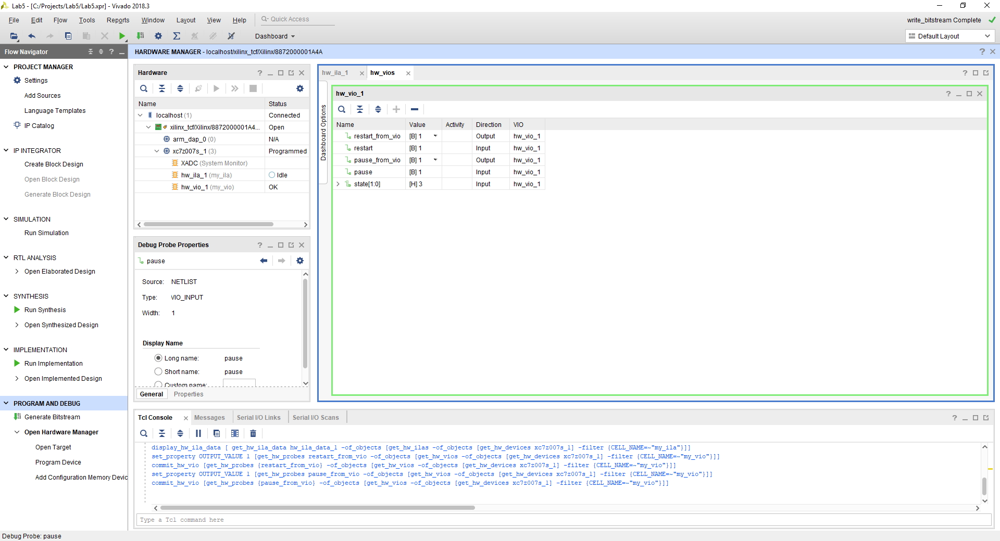 Lab5 - [C:/Projects/Lab5/Lab5.xpr] - Vivado 2018.3
File Edit Flow Tools Reports Window Layout View Help Quick Access
write_bitstream Complete
Dashboard
Default Layout
Flow Navigator
HARDWARE MANAGER - localhost/xilinx_tcf/Xilinx/8872000001A4A
PROJECT MANAGER
Settings
Add Sources
Language Templates
IP Catalog
IP INTEGRATOR
Create Block Design
Open Block Design
Generate Block Design
SIMULATION
Run Simulation
RTL ANALYSIS
Open Elaborated Design
SYNTHESIS
Run Synthesis
Open Synthesized Design
IMPLEMENTATION
Run Implementation
Open Implemented Design
PROGRAM AND DEBUG
Generate Bitstream
Open Hardware Manager
Open Target
Program Device
Add Configuration Memory Devic
Hardware
Name Status
localhost (1) Connected
xilinx_tcf/Xilinx/8872000001A4... Open
arm_dap_0 (0) N/A
xc7z007s_1 (3) Programmed
XADC (System Monitor)
hw_ila_1 (my_ila) Idle
hw_vio_1 (my_vio) OK
Debug Probe Properties
pause
Source: NETLIST
Type: VIO_INPUT
Width: 1
Display Name
Long name: pause
Short name: pause
Custom name:
General Properties
hw_ila_1 hw_vios
Dashboard Options
hw_vio_1
Name Value Activity Direction VIO
restart_from_vio [B] 1 Output hw_vio_1
restart [B] 1 Input hw_vio_1
pause_from_vio [B] 1 Output hw_vio_1
pause [B] 1 Input hw_vio_1
state[1:0] [H] 3 Input hw_vio_1
Tcl Console Messages Serial I/O Links Serial I/O Scans
display_hw_ila_data [ get_hw_ila_data hw_ila_data_1 -of_objects [get_hw_ilas -of_objects [get_hw_devices xc7z007s_1] -filter {CELL_NAME=~"my_ila"}]]
set_property OUTPUT_VALUE 1 [get_hw_probes restart_from_vio -of_objects [get_hw_vios -of_objects [get_hw_devices xc7z007s_1] -filter {CELL_NAME=~"my_vio"}]]
commit_hw_vio [get_hw_probes {restart_from_vio} -of_objects [get_hw_vios -of_objects [get_hw_devices xc7z007s_1] -filter {CELL_NAME=~"my_vio"}]]
set_property OUTPUT_VALUE 1 [get_hw_probes pause_from_vio -of_objects [get_hw_vios -of_objects [get_hw_devices xc7z007s_1] -filter {CELL_NAME=~"my_vio"}]]
commit_hw_vio [get_hw_probes {pause_from_vio} -of_objects [get_hw_vios -of_objects [get_hw_devices xc7z007s_1] -filter {CELL_NAME=~"my_vio"}]]
Type a Tcl command here
Debug Probe: pause